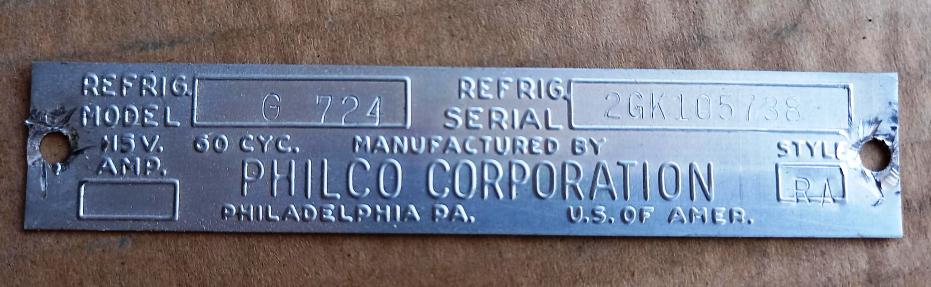 REFRIG. MODEL G 724 REFRIG. SERIAL 2GK105738
115V. 60 CYC. MANUFACTURED BY STYLE
AMP. PHILCO CORPORATION RA
PHILADELPHIA PA. U.S. OF AMER.